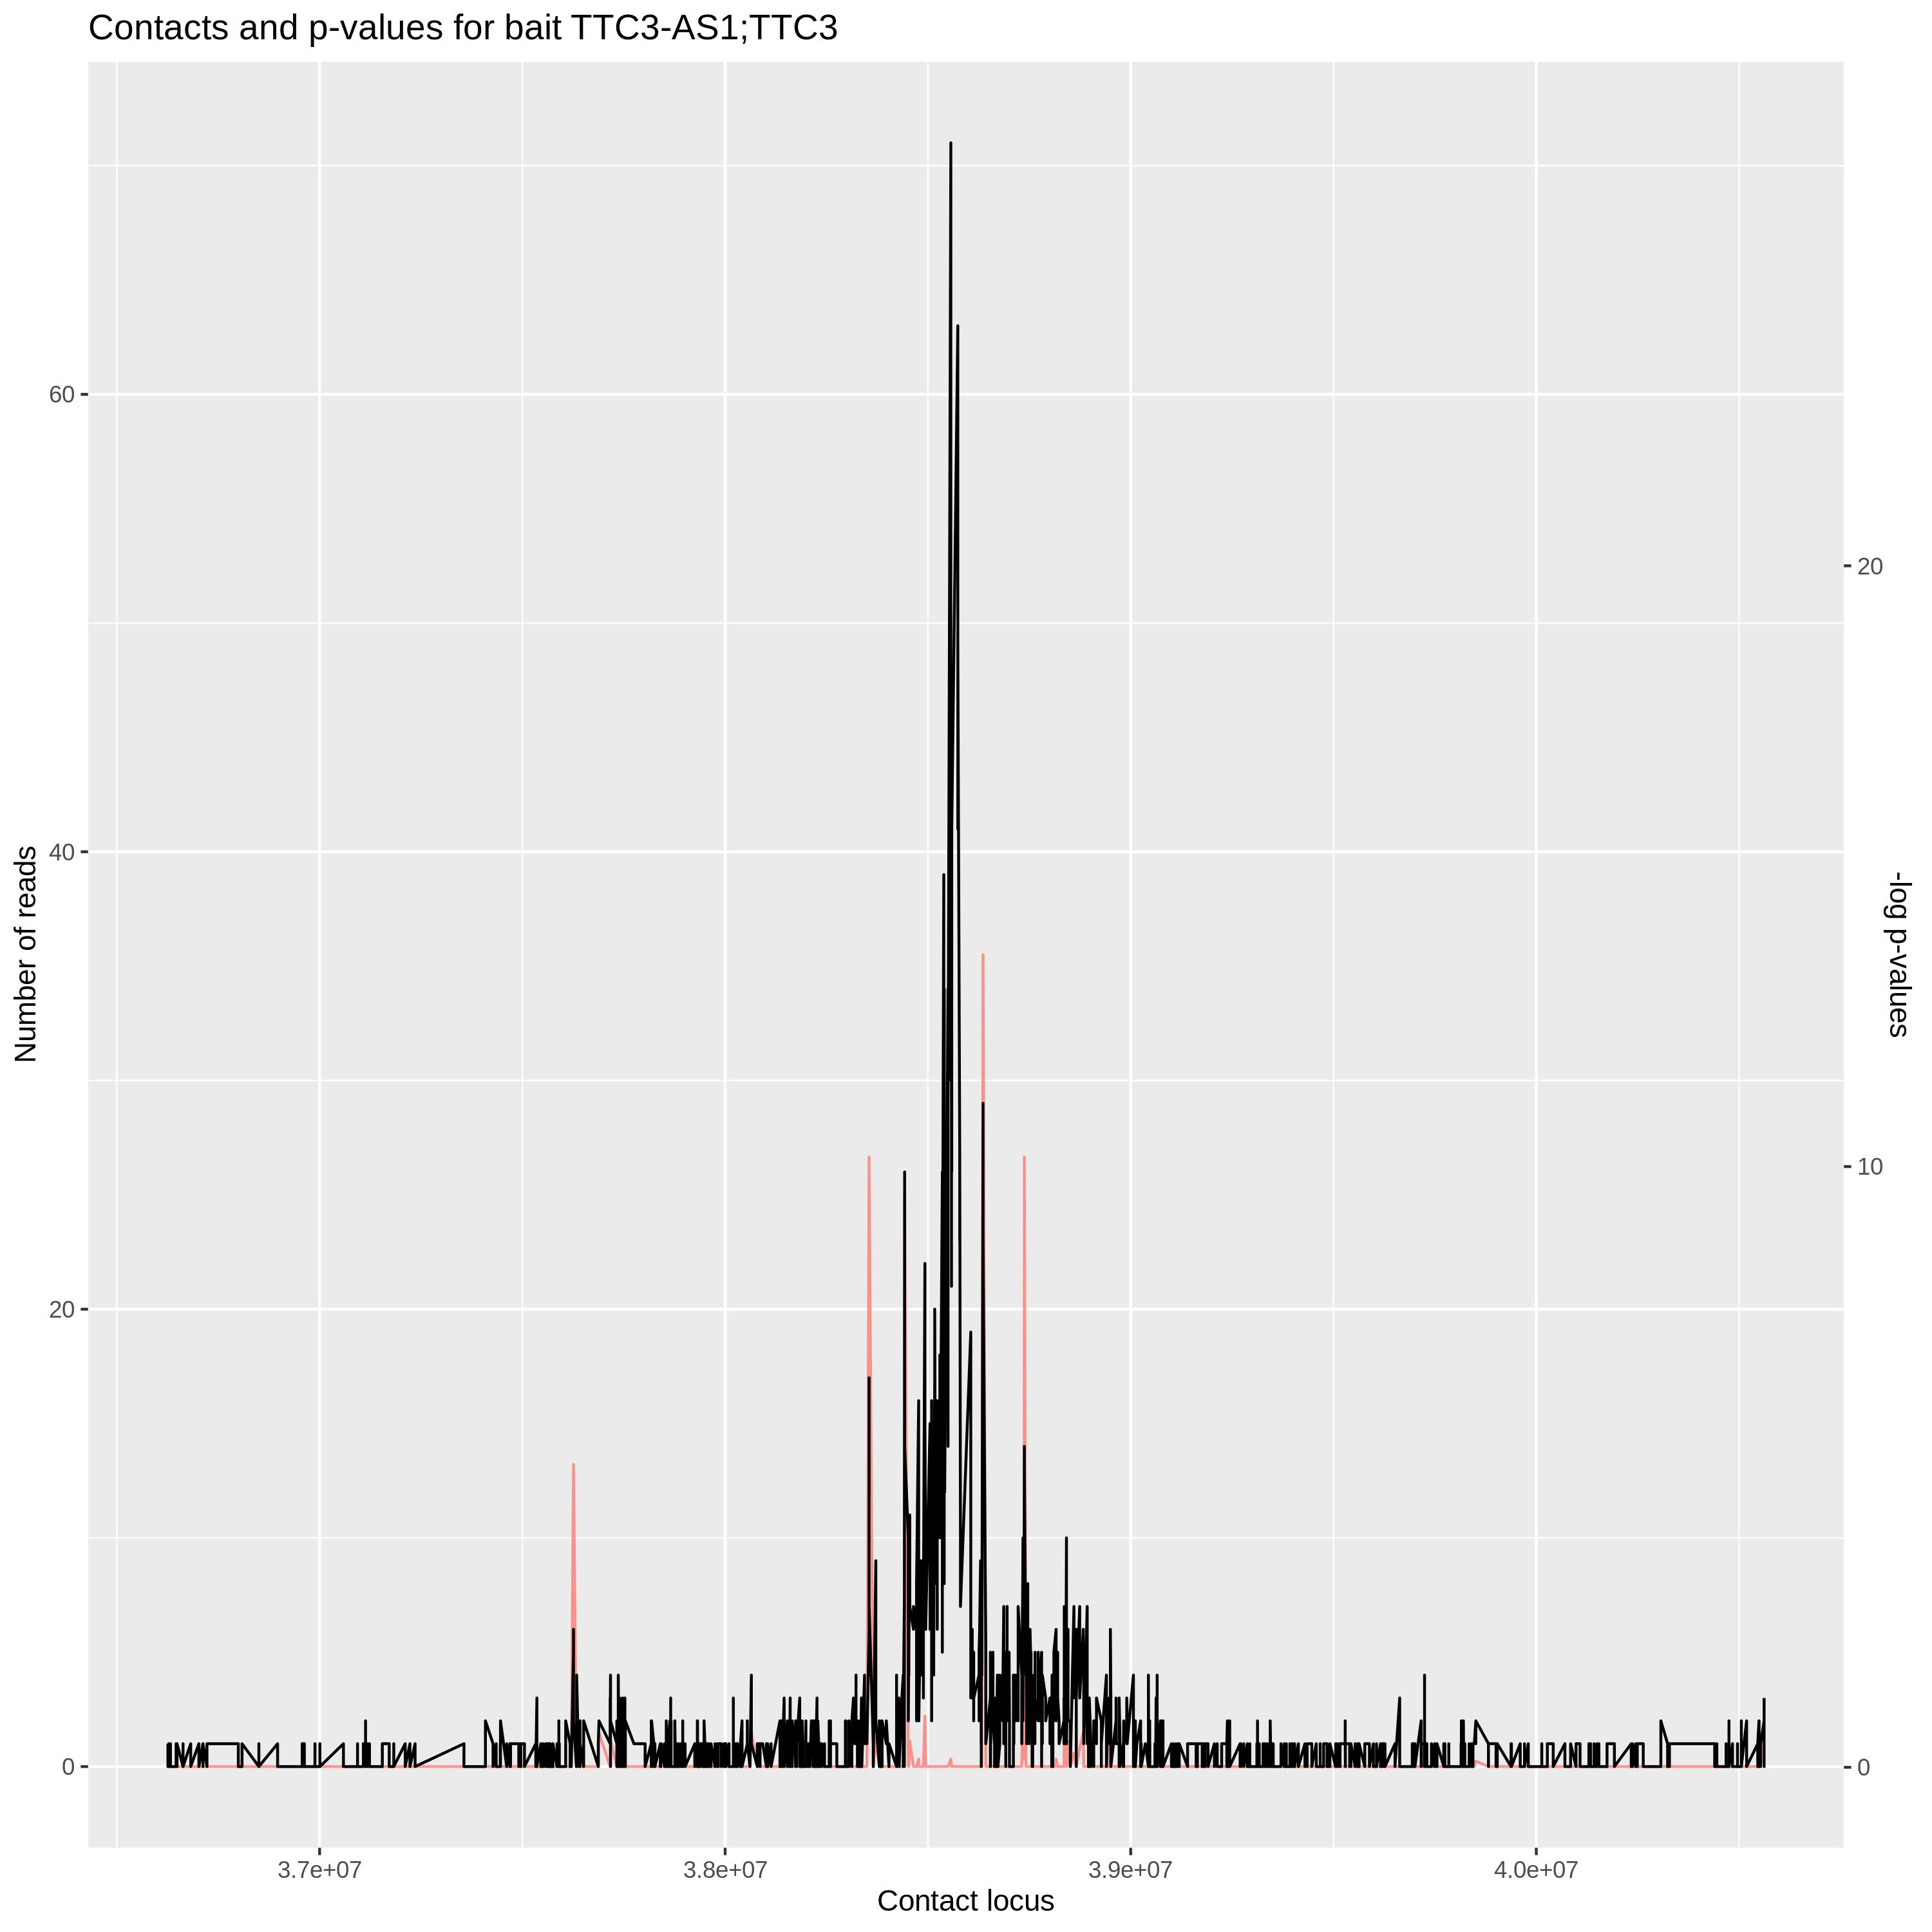 Contacts and p-values for bait TTC3-AS1;TTC3
60
40
20
0
Number of reads
20
10
0
-log p-values
3.7e+07
3.8e+07
3.9e+07
4.0e+07
Contact locus